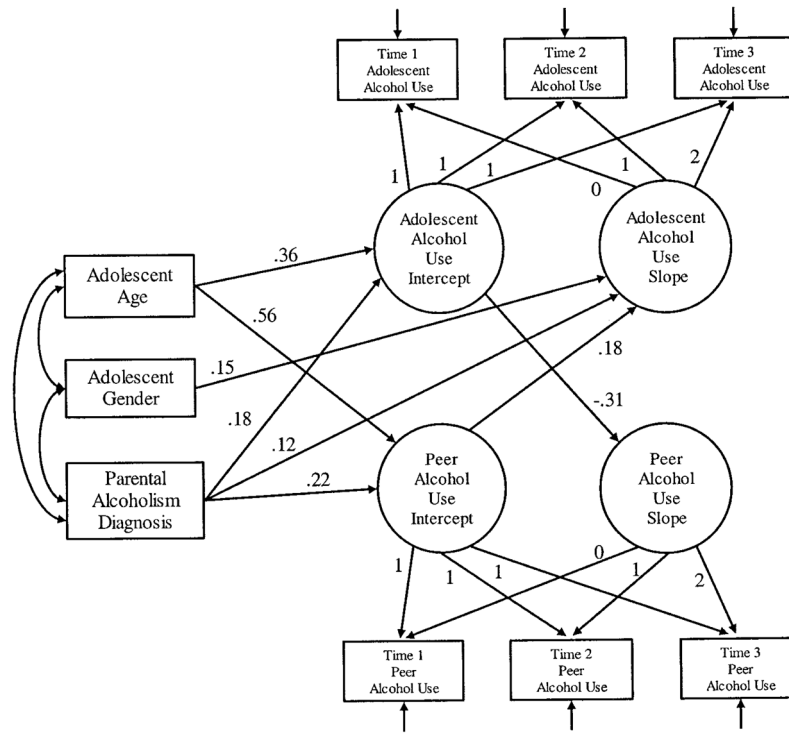 Time 1
Adolescent
Alcohol Use
Time 2
Adolescent
Alcohol Use
Time 3
Adolescent
Alcohol Use
1
1
1
0
1
2
Adolescent
Alcohol
Use
Intercept
Adolescent
Alcohol
Use
Slope
Adolescent
Age
.36
.56
Adolescent
Gender
.15
.18
-.31
.18
.12
.22
Parental
Alcoholism
Diagnosis
Peer
Alcohol
Use
Intercept
Peer
Alcohol
Use
Slope
1
1
1
0
1
2
Time 1
Peer
Alcohol Use
Time 2
Peer
Alcohol Use
Time 3
Peer
Alcohol Use